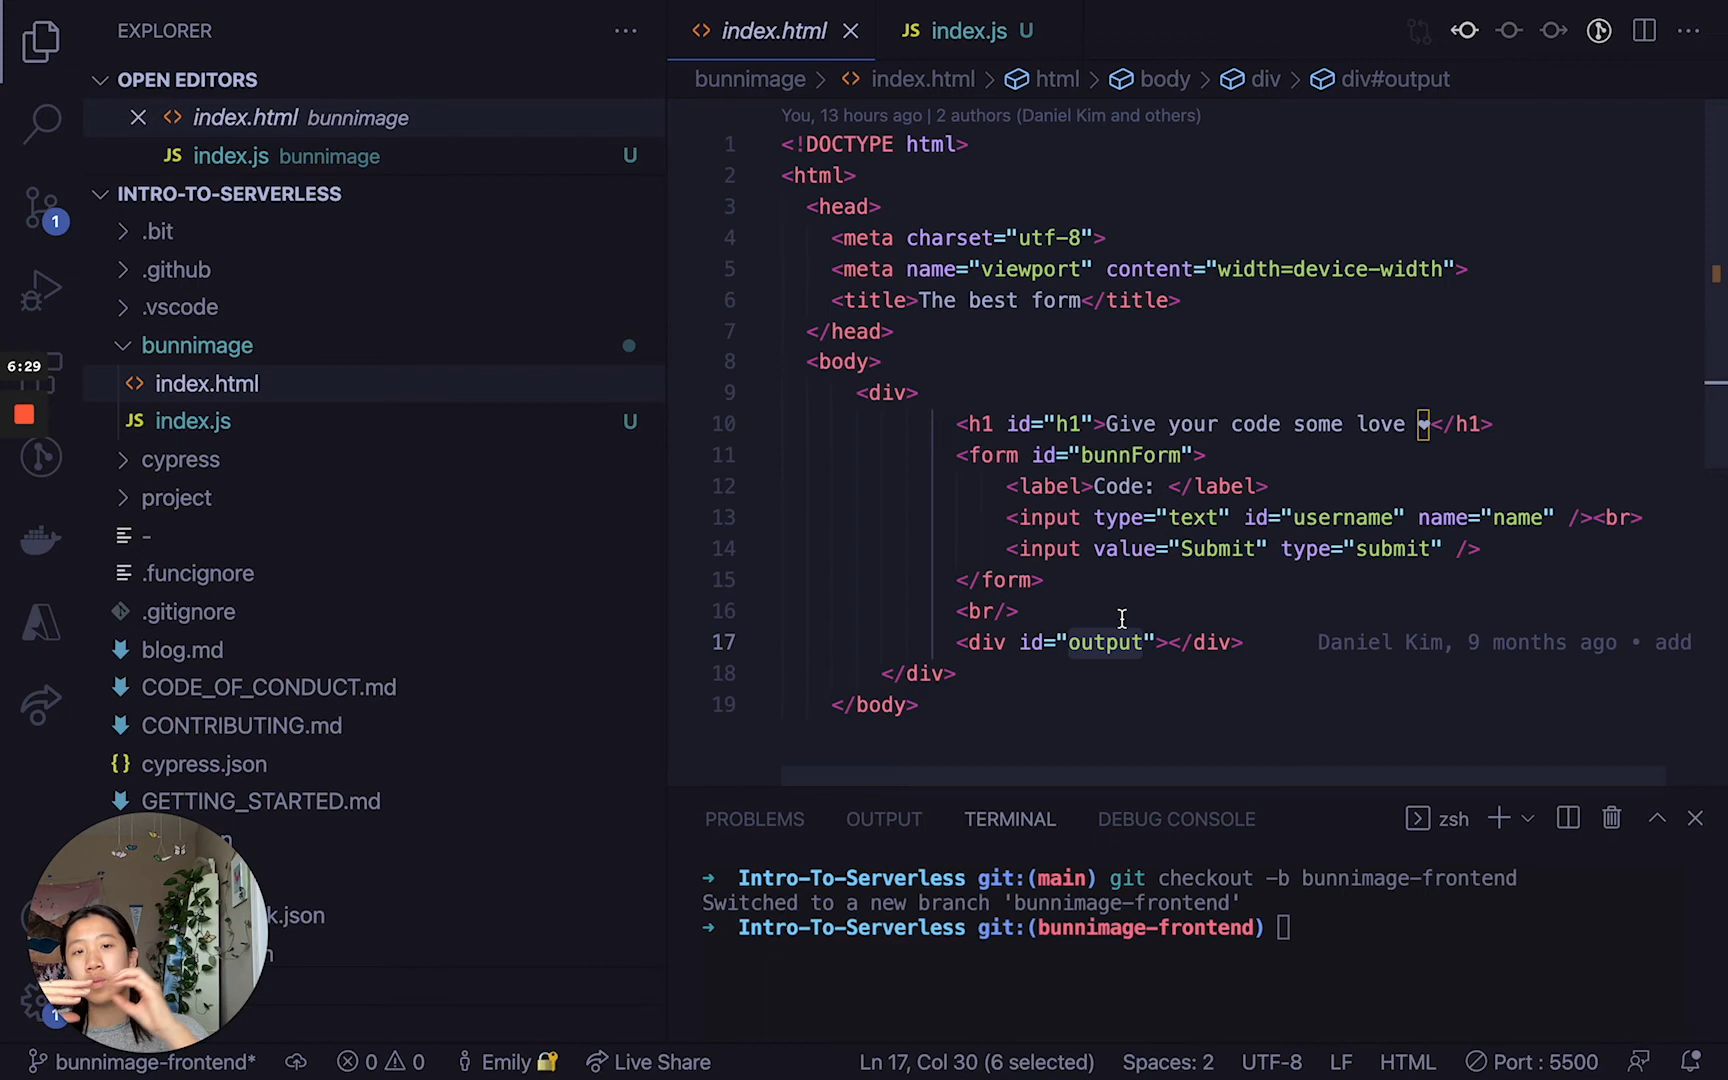 EXPLORER
OPEN EDITORS
index.html bunnimage
JS index.js bunnimage U
INTRO-TO-SERVERLESS
.bit
.github
.vscode
bunnimage
index.html
JS index.js U
cypress
project
-
.funcignore
.gitignore
blog.md
CODE_OF_CONDUCT.md
CONTRIBUTING.md
{} cypress.json
GETTING_STARTED.md
k.json
1
6:29
1
index.html
JS index.js U
bunnimage > index.html > html > body > div > div#output
You, 13 hours ago | 2 authors (Daniel Kim and others)
1 <!DOCTYPE html>
2 <html>
3 <head>
4 <meta charset="utf-8">
5 <meta name="viewport" content="width=device-width">
6 <title>The best form</title>
7 </head>
8 <body>
9 <div>
10 <h1 id="h1">Give your code some love ❤</h1>
11 <form id="bunnForm">
12 <label>Code: </label>
13 <input type="text" id="username" name="name" /><br>
14 <input value="Submit" type="submit" />
15 </form>
16 <br/>
17 <div id="output"></div> Daniel Kim, 9 months ago • add
18 </div>
19 </body>
PROBLEMS OUTPUT TERMINAL DEBUG CONSOLE zsh
→ Intro-To-Serverless git:(main) git checkout -b bunnimage-frontend
Switched to a new branch 'bunnimage-frontend'
→ Intro-To-Serverless git:(bunnimage-frontend)
bunnimage-frontend* 0 0 Emily🔐 Live Share Ln 17, Col 30 (6 selected) Spaces: 2 UTF-8 LF HTML Port : 5500